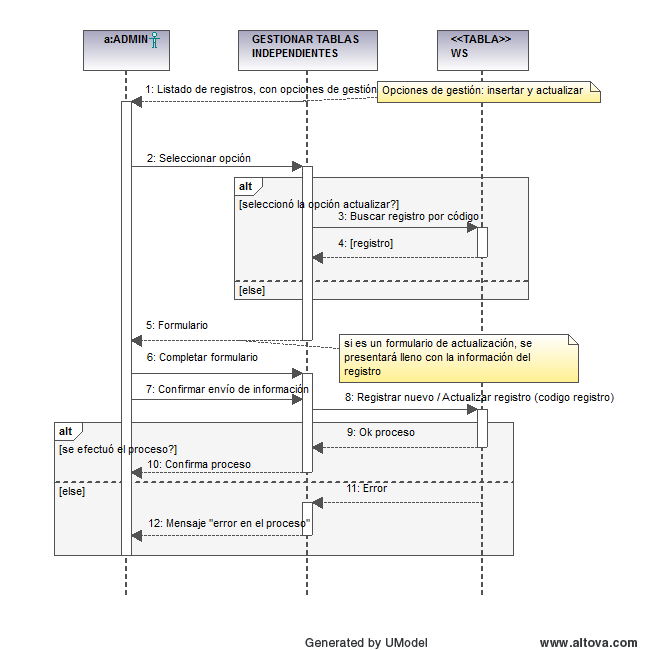 a:ADMIN
GESTIONAR TABLAS
INDEPENDIENTES
<<TABLA>>
WS
1: Listado de registros, con opciones de gestión
Opciones de gestión: insertar y actualizar
2: Seleccionar opción
alt
[seleccionó la opción actualizar?]
3: Buscar registro por código
4: [registro]
[else]
5: Formulario
si es un formulario de actualización, se
presentará lleno con la información del
registro
6: Completar formulario
7: Confirmar envío de información
8: Registrar nuevo / Actualizar registro (codigo registro)
alt
9: Ok proceso
[se efectuó el proceso?]
10: Confirma proceso
[else]
11: Error
12: Mensaje "error en el proceso"
Generated by UModel
www.altova.com